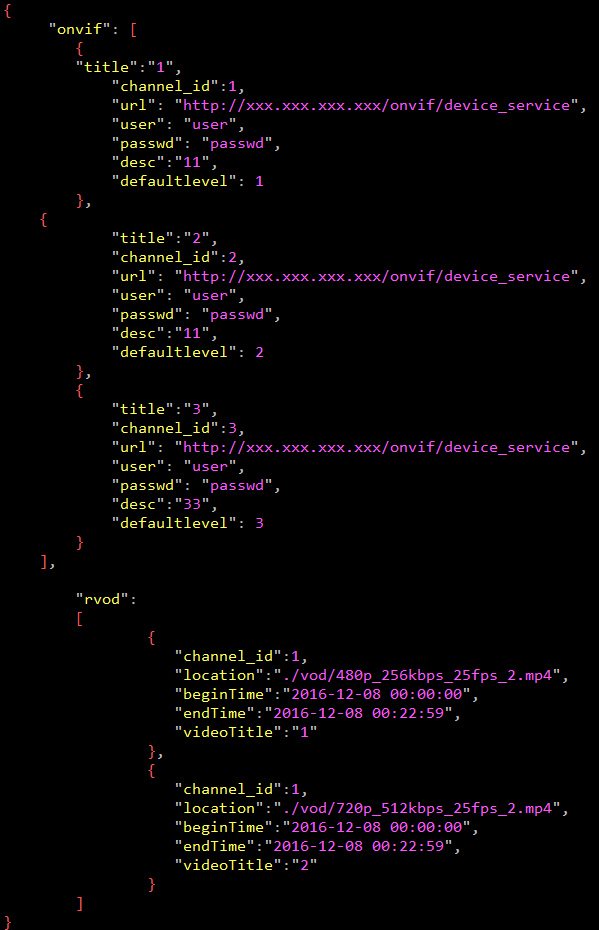 {
"onvif": [
{
"title":"1",
"channel_id":1,
"url": "http://xxx.xxx.xxx.xxx/onvif/device_service",
"user": "user",
"passwd": "passwd",
"desc":"11",
"defaultlevel": 1
},
{
"title":"2",
"channel_id":2,
"url": "http://xxx.xxx.xxx.xxx/onvif/device_service",
"user": "user",
"passwd": "passwd",
"desc":"11",
"defaultlevel": 2
},
{
"title":"3",
"channel_id":3,
"url": "http://xxx.xxx.xxx.xxx/onvif/device_service",
"user": "user",
"passwd": "passwd",
"desc":"33",
"defaultlevel": 3
}
],
"rvod":
[
{
"channel_id":1,
"location":"./vod/480p_256kbps_25fps_2.mp4",
"beginTime":"2016-12-08 00:00:00",
"endTime":"2016-12-08 00:22:59",
"videoTitle":"1"
},
{
"channel_id":1,
"location":"./vod/720p_512kbps_25fps_2.mp4",
"beginTime":"2016-12-08 00:00:00",
"endTime":"2016-12-08 00:22:59",
"videoTitle":"2"
}
]
}